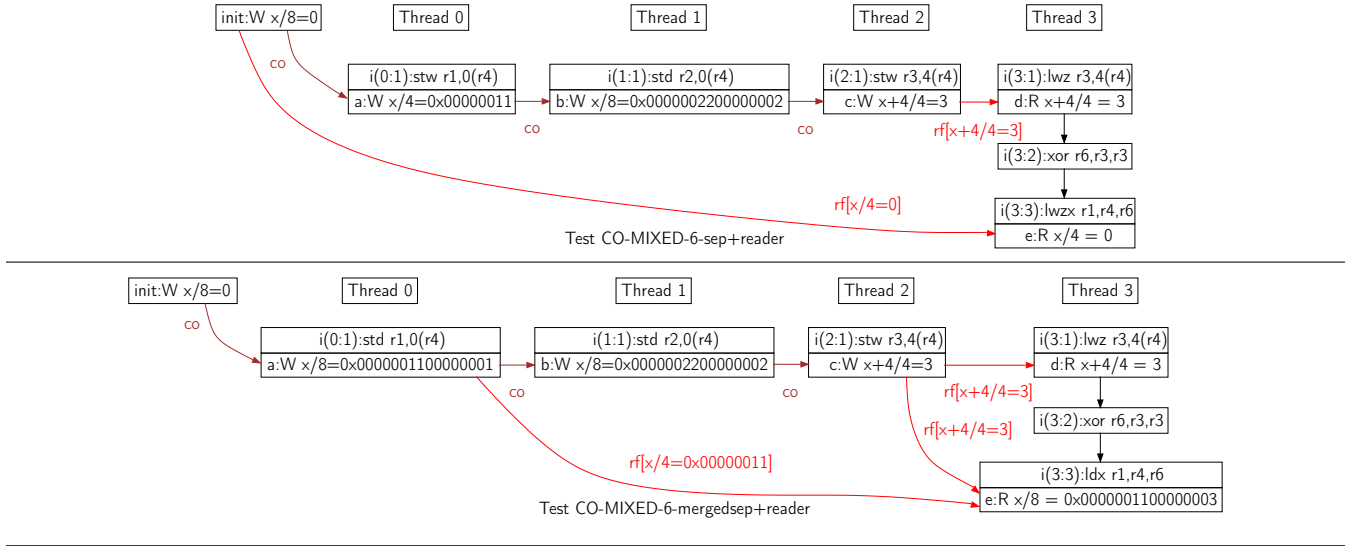 init:W x/8=0
Thread 0
Thread 1
Thread 2
Thread 3
co
i(0:1):stw r1,0(r4)
a:W x/4=0x00000011
i(1:1):std r2,0(r4)
b:W x/8=0x0000002200000002
i(2:1):stw r3,4(r4)
c:W x+4/4=3
i(3:1):lwz r3,4(r4)
d:R x+4/4 = 3
co
co
rf[x+4/4=3]
i(3:2):xor r6,r3,r3
rf[x/4=0]
i(3:3):lwzx r1,r4,r6
e:R x/4 = 0
Test CO-MIXED-6-sep+reader
init:W x/8=0
Thread 0
Thread 1
Thread 2
Thread 3
co
i(0:1):std r1,0(r4)
a:W x/8=0x0000001100000001
i(1:1):std r2,0(r4)
b:W x/8=0x0000002200000002
i(2:1):stw r3,4(r4)
c:W x+4/4=3
i(3:1):lwz r3,4(r4)
d:R x+4/4 = 3
co
co
rf[x+4/4=3]
i(3:2):xor r6,r3,r3
rf[x+4/4=3]
rf[x/4=0x00000011]
i(3:3):ldx r1,r4,r6
e:R x/8 = 0x0000001100000003
Test CO-MIXED-6-mergedsep+reader